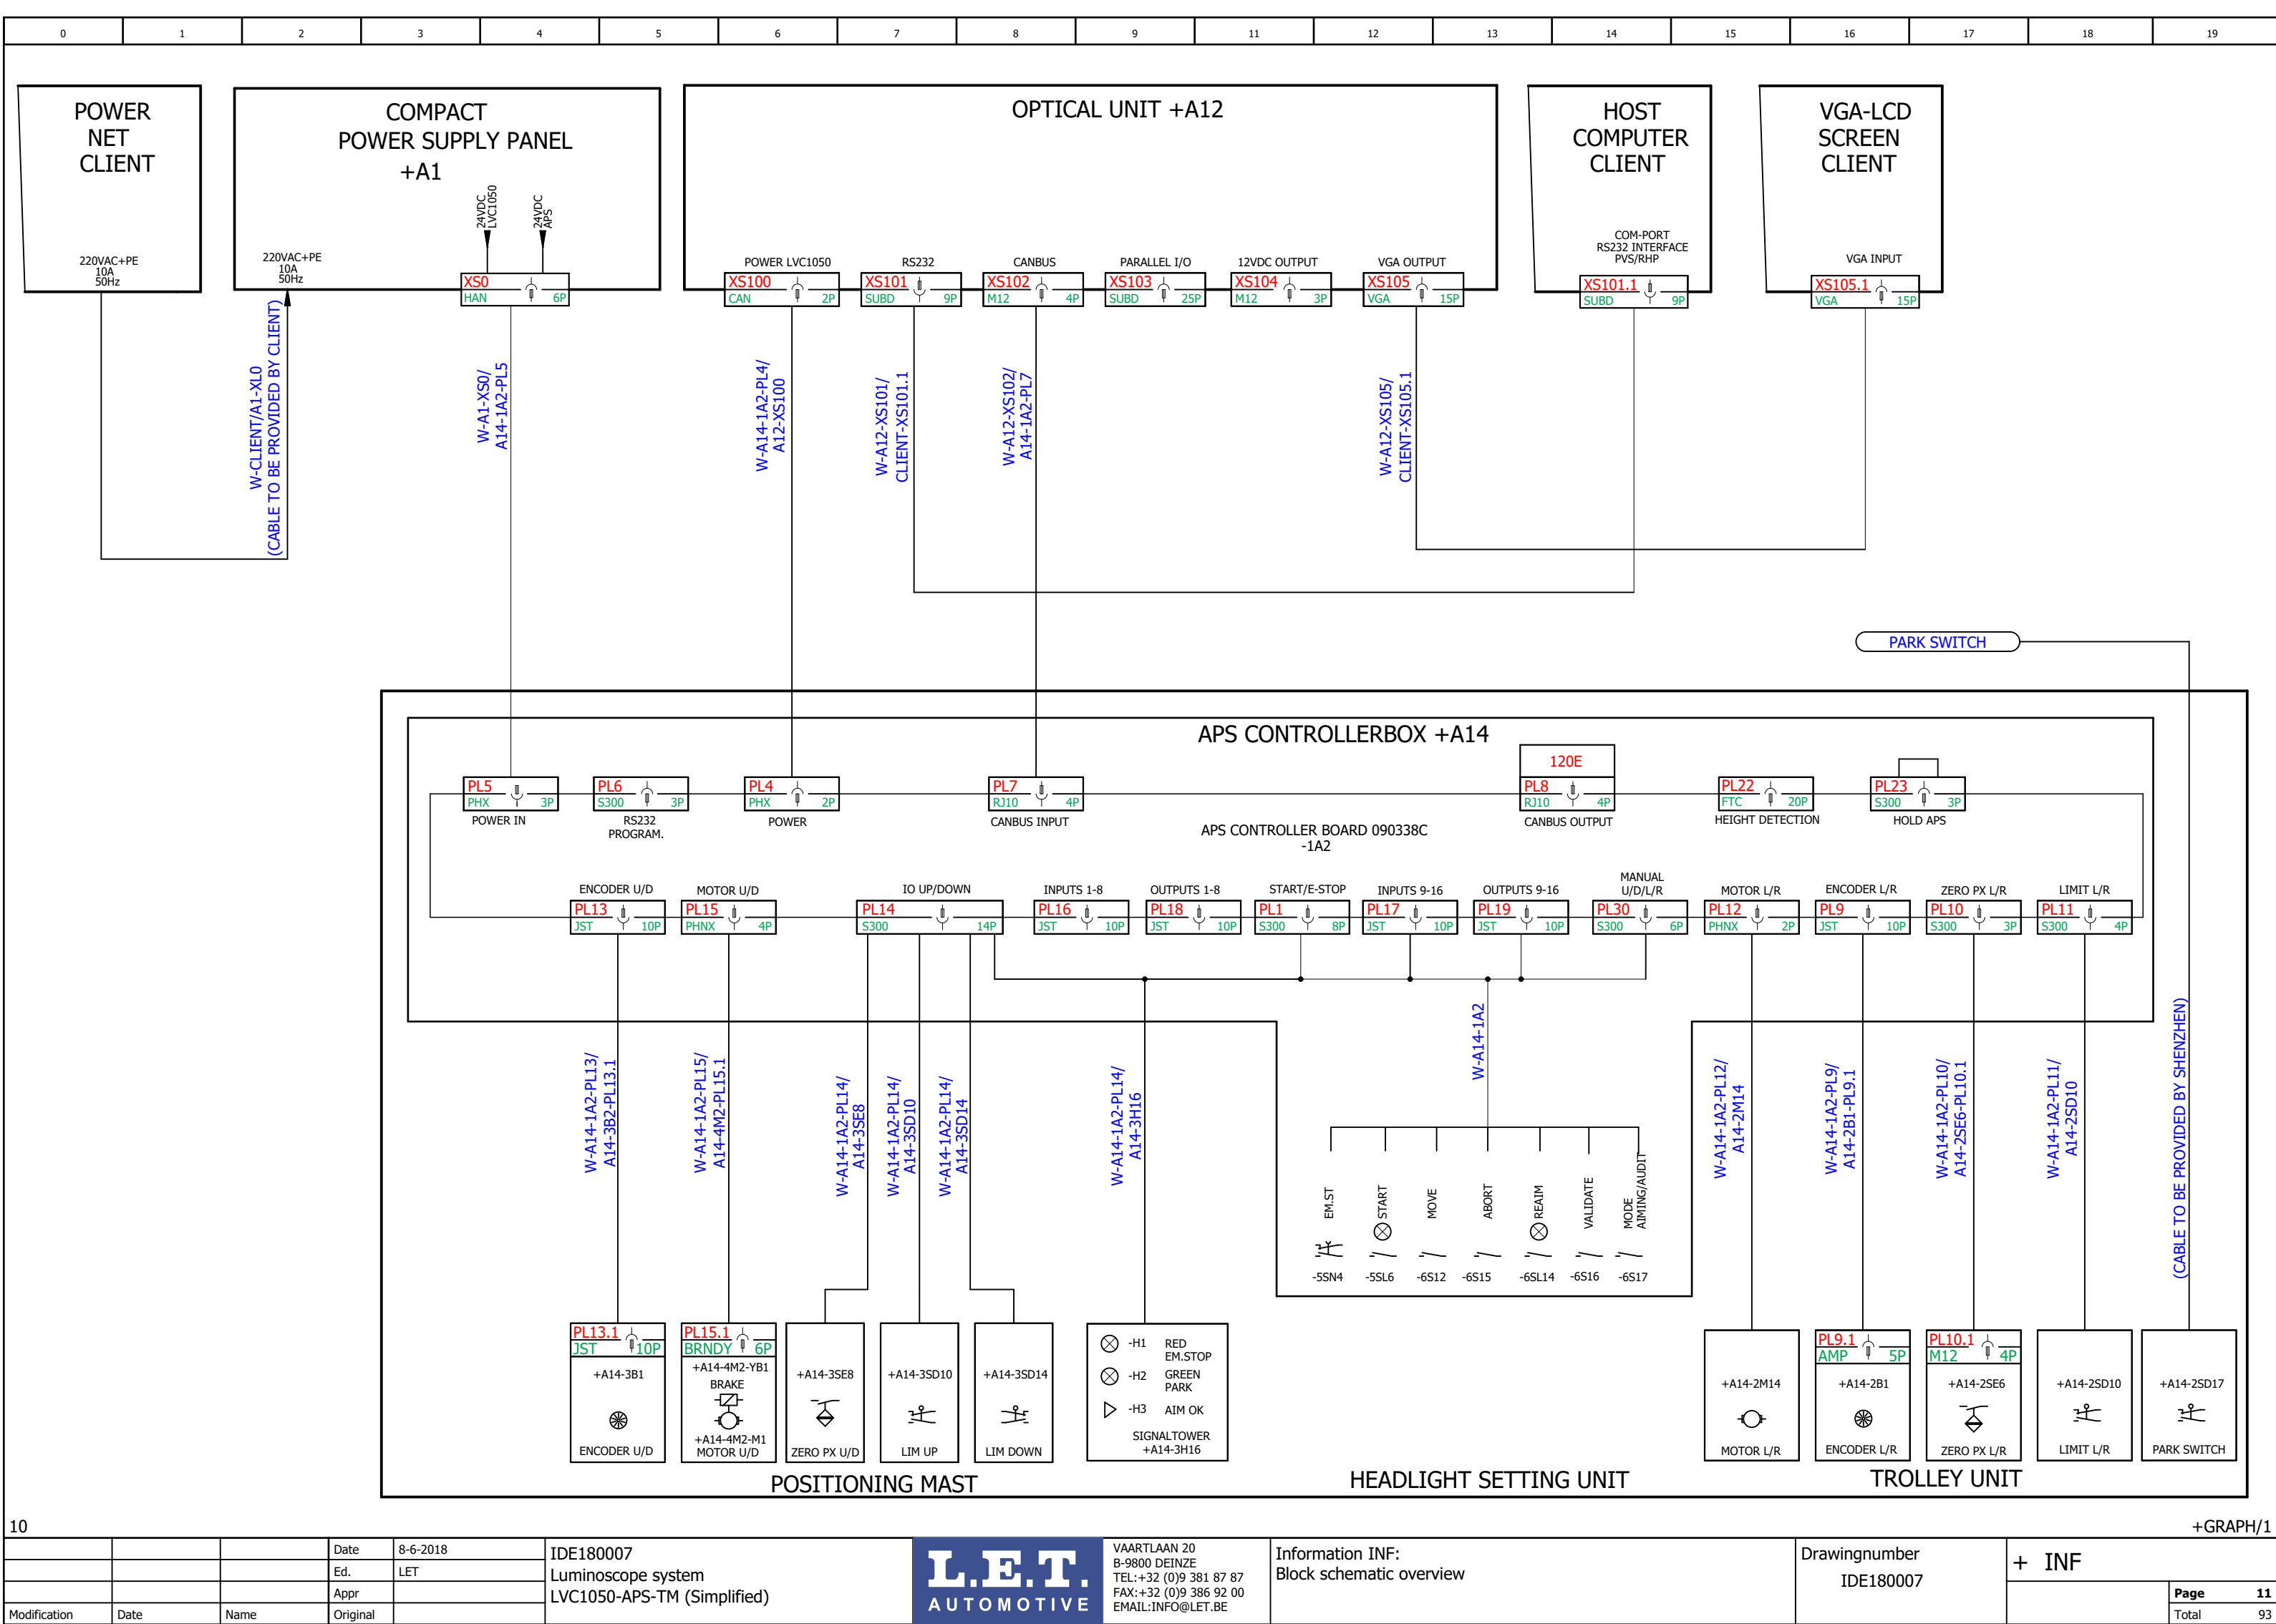 0 1 2 3 4 5 6 7 8 9 11 12 13 14 15 16 17 18 19
POWER
NET
CLIENT
220VAC+PE
10A
50Hz
COMPACT
POWER SUPPLY PANEL
+A1
24VDC
LVC1050
24VDC
APS
220VAC+PE
10A
50Hz
XS0
HAN 6P
OPTICAL UNIT +A12
POWER LVC1050
XS100
CAN 2P
RS232
XS101
SUBD 9P
CANBUS
XS102
M12 4P
PARALLEL I/O
XS103
SUBD 25P
12VDC OUTPUT
XS104
M12 3P
VGA OUTPUT
XS105
VGA 15P
HOST
COMPUTER
CLIENT
COM-PORT
RS232 INTERFACE
PVS/RHP
XS101.1
SUBD 9P
VGA-LCD
SCREEN
CLIENT
VGA INPUT
XS105.1
VGA 15P
W-CLIENT/A1-XL0
(CABLE TO BE PROVIDED BY CLIENT)
W-A1-XS0/
A14-1A2-PL5
W-A14-1A2-PL4/
A12-XS100
W-A12-XS101/
CLIENT-XS101.1
W-A12-XS102/
A14-1A2-PL7
W-A12-XS105/
CLIENT-XS105.1
PARK SWITCH
APS CONTROLLERBOX +A14
PL5
PHX 3P
POWER IN
PL6
S300 3P
RS232
PROGRAM.
PL4
PHX 2P
POWER
PL7
RJ10 4P
CANBUS INPUT
120E
PL8
RJ10 4P
CANBUS OUTPUT
PL22
FTC 20P
HEIGHT DETECTION
PL23
S300 3P
HOLD APS
APS CONTROLLER BOARD 090338C
-1A2
ENCODER U/D
PL13
JST 10P
MOTOR U/D
PL15
PHNX 4P
IO UP/DOWN
PL14
S300 14P
INPUTS 1-8
PL16
JST 10P
OUTPUTS 1-8
PL18
JST 10P
START/E-STOP
PL1
S300 8P
INPUTS 9-16
PL17
JST 10P
OUTPUTS 9-16
PL19
JST 10P
MANUAL
U/D/L/R
PL30
S300 6P
MOTOR L/R
PL12
PHNX 2P
ENCODER L/R
PL9
JST 10P
ZERO PX L/R
PL10
S300 3P
LIMIT L/R
PL11
S300 4P
W-A14-1A2-PL13/
A14-3B2-PL13.1
W-A14-1A2-PL15/
A14-4M2-PL15.1
W-A14-1A2-PL14/
A14-3SE8
W-A14-1A2-PL14/
A14-3SD10
W-A14-1A2-PL14/
A14-3SD14
W-A14-1A2-PL14/
A14-3H16
W-A14-1A2
W-A14-1A2-PL12/
A14-2M14
W-A14-1A2-PL9/
A14-2B1-PL9.1
W-A14-1A2-PL10/
A14-2SE6-PL10.1
W-A14-1A2-PL11/
A14-2SD10
(CABLE TO BE PROVIDED BY SHENZHEN)
EM.ST
START
MOVE
ABORT
REAIM
VALIDATE
MODE
AIMING/AUDIT
-5SN4 -5SL6 -6S12 -6S15 -6SL14 -6S16 -6S17
PL13.1
JST 10P
+A14-3B1
ENCODER U/D
PL15.1
BRNDY 6P
+A14-4M2-YB1
BRAKE
+A14-4M2-M1
MOTOR U/D
+A14-3SE8
ZERO PX U/D
+A14-3SD10
LIM UP
+A14-3SD14
LIM DOWN
-H1 RED
EM.STOP
-H2 GREEN
PARK
-H3 AIM OK
SIGNALTOWER
+A14-3H16
+A14-2M14
MOTOR L/R
PL9.1
AMP 5P
+A14-2B1
ENCODER L/R
PL10.1
M12 4P
+A14-2SE6
ZERO PX L/R
+A14-2SD10
LIMIT L/R
+A14-2SD17
PARK SWITCH
POSITIONING MAST
HEADLIGHT SETTING UNIT
TROLLEY UNIT
10
+GRAPH/1
Modification Date Name
Date 8-6-2018
Ed. LET
Appr
Original
IDE180007
Luminoscope system
LVC1050-APS-TM (Simplified)
L.E.T.
AUTOMOTIVE
VAARTLAAN 20
B-9800 DEINZE
TEL:+32 (0)9 381 87 87
FAX:+32 (0)9 386 92 00
EMAIL:INFO@LET.BE
Information INF:
Block schematic overview
Drawingnumber
IDE180007
+ INF
Page 11
Total 93